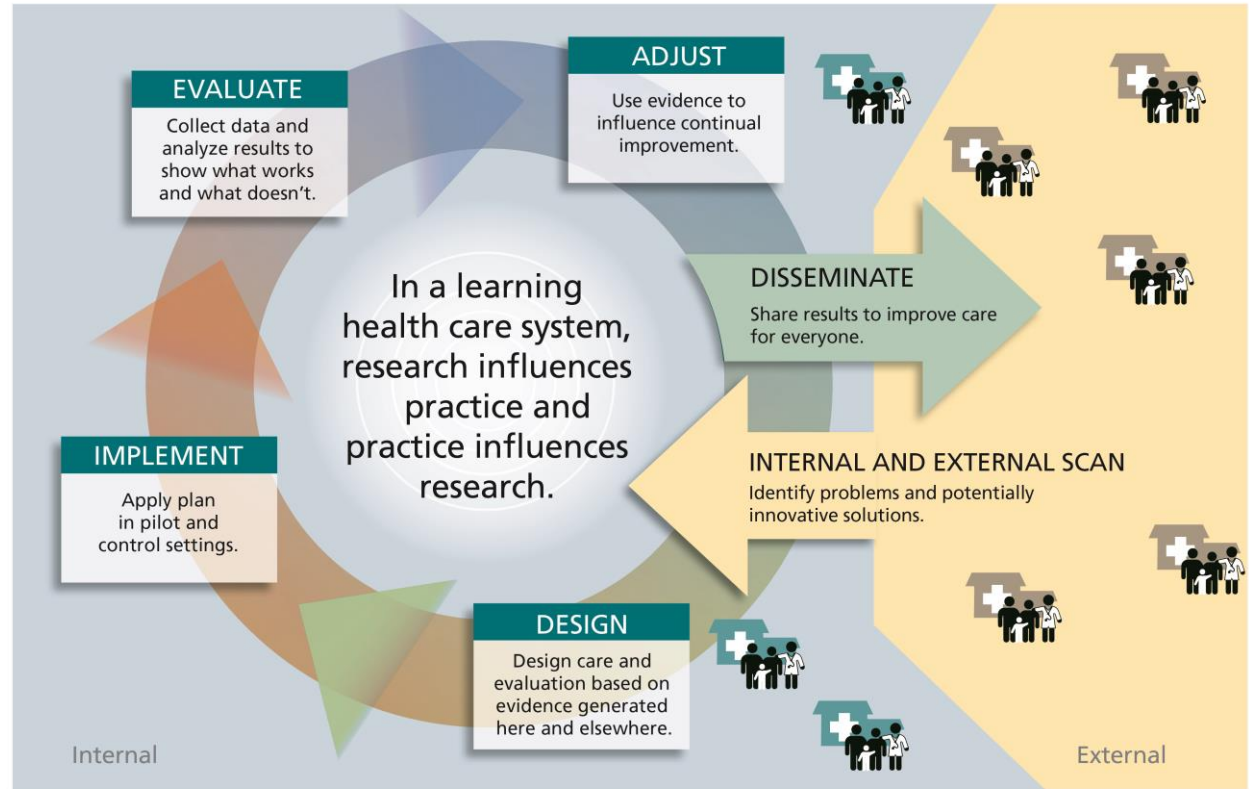 EVALUATE
Collect data and
analyze results to
show what works
and what doesn’t.
ADJUST
Use evidence to
influence continual
improvement.
DISSEMINATE
Share results to improve care
for everyone.
In a learning
health care system,
research influences
practice and
practice influences
research.
IMPLEMENT
Apply plan
in pilot and
control settings.
INTERNAL AND EXTERNAL SCAN
Identify problems and potentially
innovative solutions.
DESIGN
Design care and
evaluation based on
evidence generated
here and elsewhere.
Internal
External